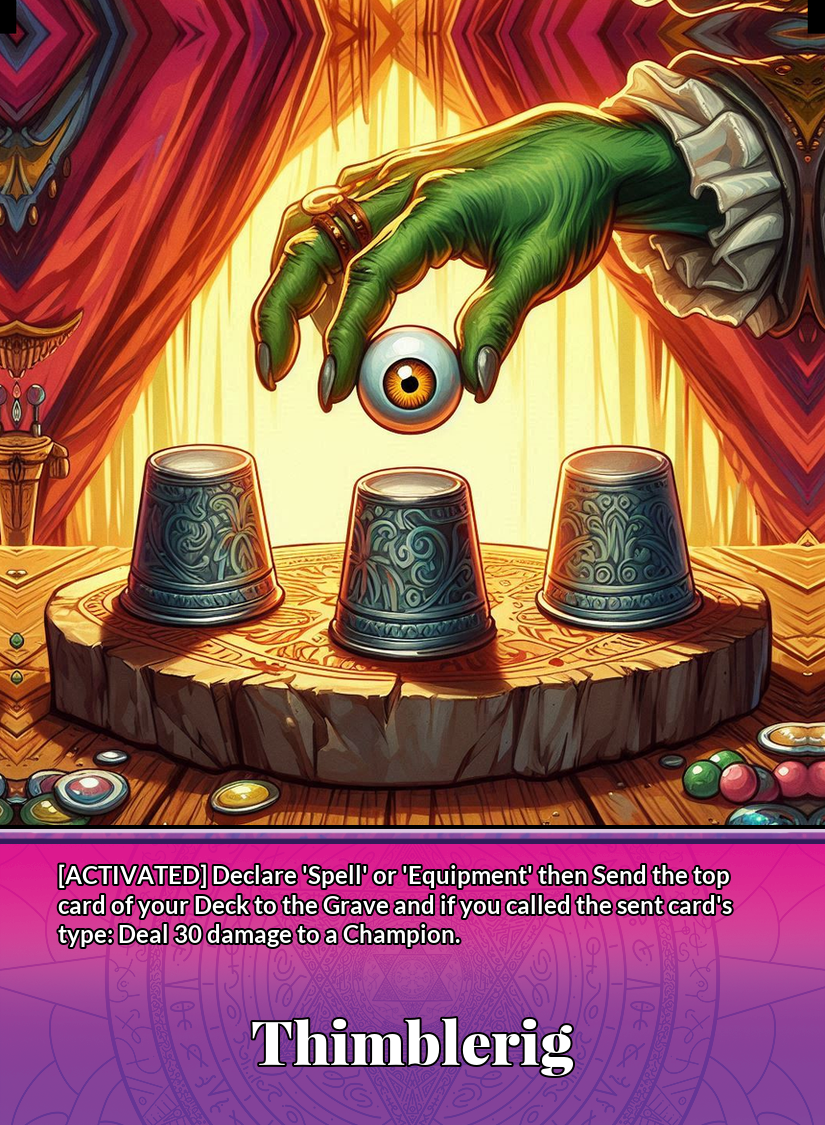 [ACTIVATED] Declare 'Spell' or 'Equipment' then Send the top
card of your Deck to the Grave and if you called the sent card's
type: Deal 30 damage to a Champion.
Thimblerig